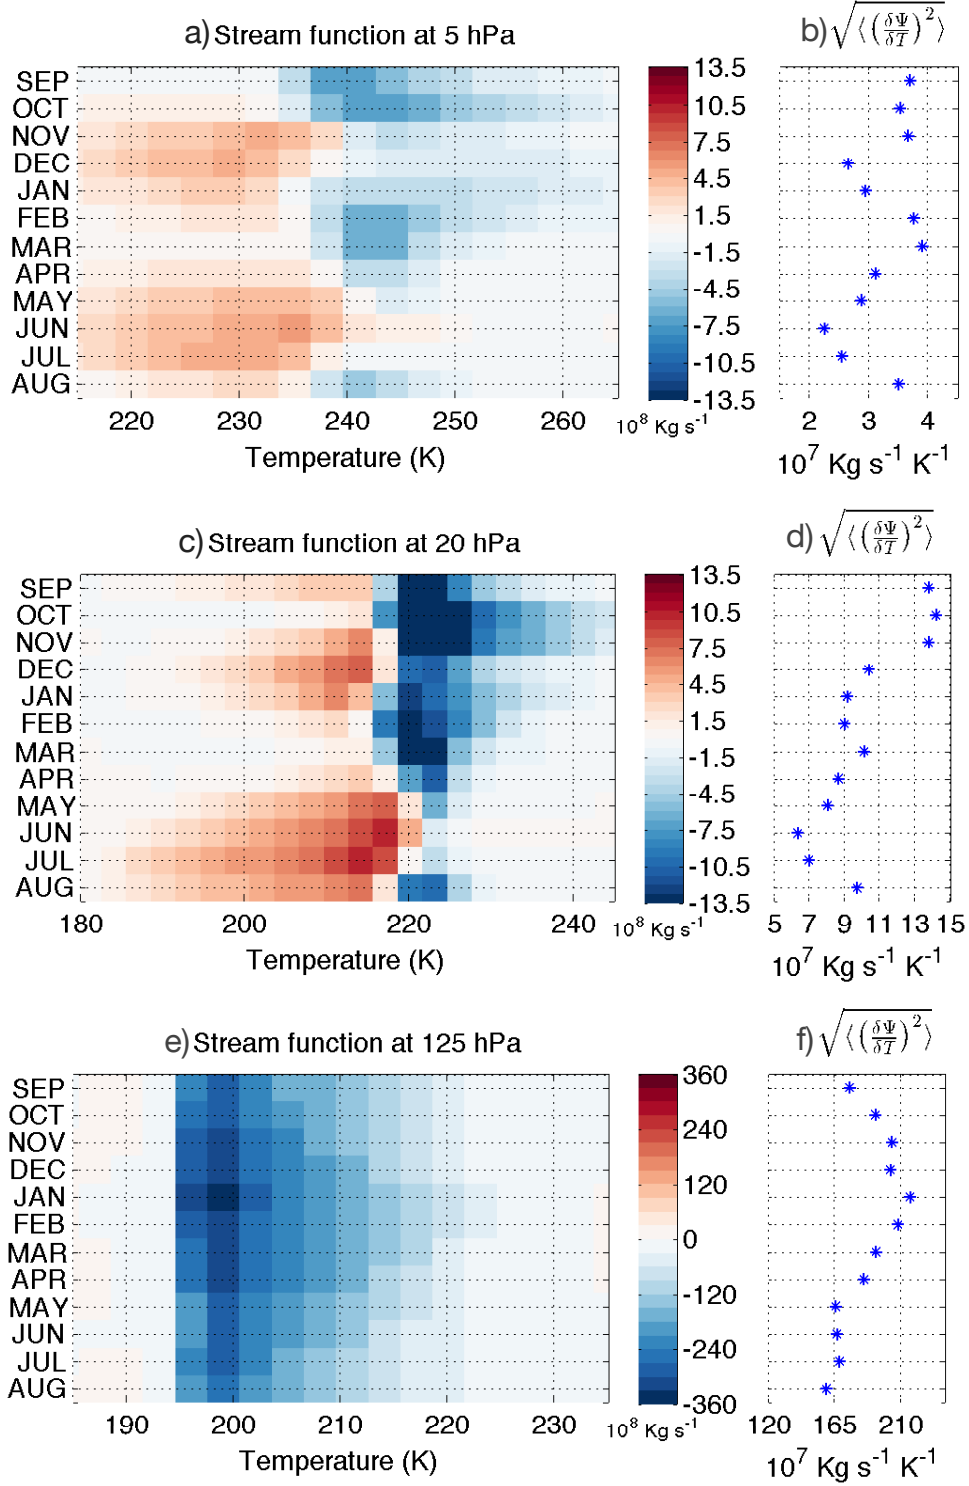 a) Stream function at 5 hPa
b) √⟨(δΨ/δT)²⟩
SEP
OCT
NOV
DEC
JAN
FEB
MAR
APR
MAY
JUN
JUL
AUG
220 230 240 250 260
Temperature (K)
13.5
10.5
7.5
4.5
1.5
-1.5
-4.5
-7.5
-10.5
-13.5
10⁸ Kg s⁻¹
2 3 4
10⁷ Kg s⁻¹ K⁻¹
c) Stream function at 20 hPa
d) √⟨(δΨ/δT)²⟩
SEP
OCT
NOV
DEC
JAN
FEB
MAR
APR
MAY
JUN
JUL
AUG
180 200 220 240
Temperature (K)
13.5
10.5
7.5
4.5
1.5
-1.5
-4.5
-7.5
-10.5
-13.5
10⁸ Kg s⁻¹
5 7 9 11 13 15
10⁷ Kg s⁻¹ K⁻¹
e) Stream function at 125 hPa
f) √⟨(δΨ/δT)²⟩
SEP
OCT
NOV
DEC
JAN
FEB
MAR
APR
MAY
JUN
JUL
AUG
190 200 210 220 230
Temperature (K)
360
240
120
0
-120
-240
-360
10⁸ Kg s⁻¹
120 165 210
10⁷ Kg s⁻¹ K⁻¹